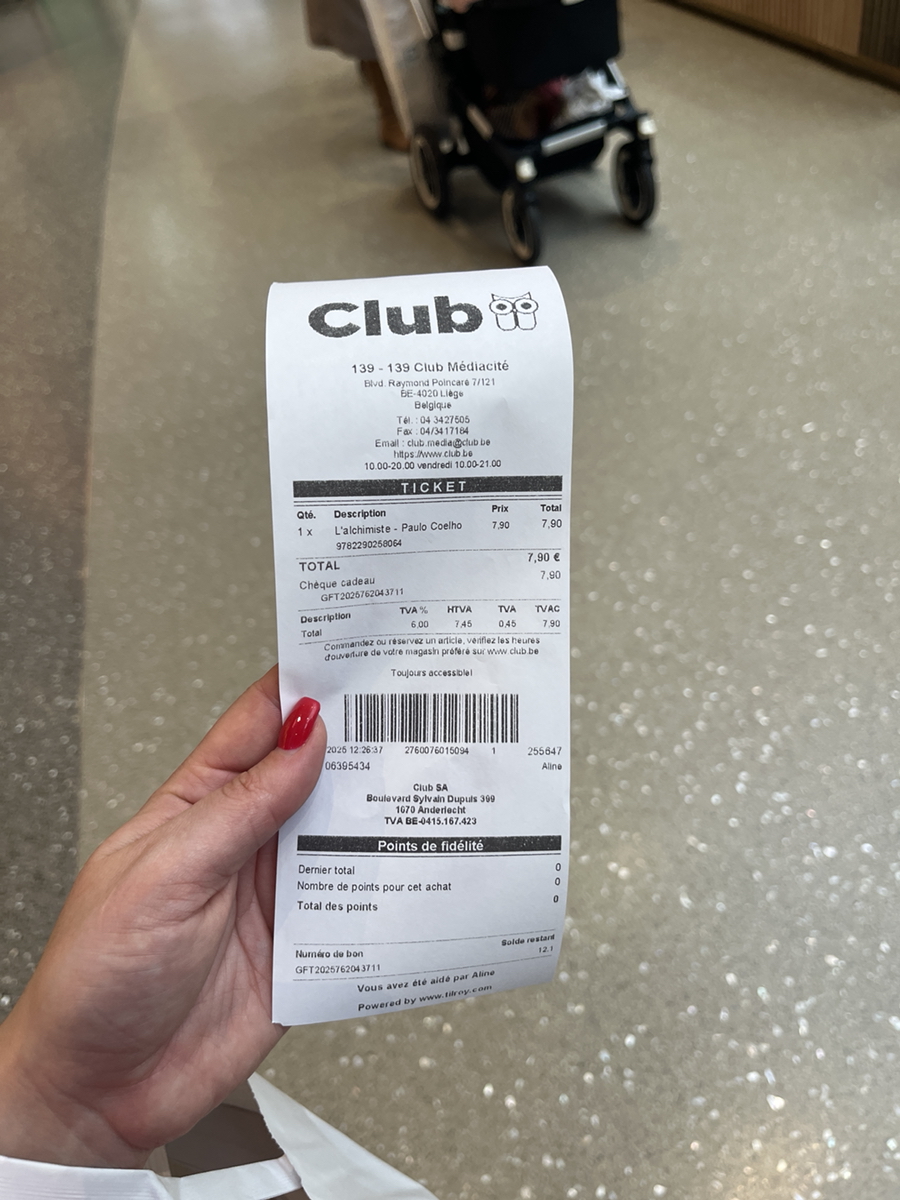 Club
139 - 139 Club Médiacité
Blvd. Raymond Poincaré 7/121
BE-4020 Liège
Belgique
Tél. : 04 3427505
Fax : 04/3417184
Email : club.media@club.be
https://www.club.be
10.00-20.00 vendredi 10.00-21.00
TICKET
Qté. Description Prix Total
1 x L'alchimiste - Paulo Coelho 7,90 7,90
9782290258064
TOTAL 7,90 €
Chèque cadeau 7,90
GFT2025762043711
Description TVA % HTVA TVA TVAC
Total 6,00 7,45 0,45 7,90
Commandez ou réservez un article, vérifiez les heures
d'ouverture de votre magasin préféré sur www.club.be
Toujours accessible!
2025 12:26:37 2760076015094 1 255647
06395434 Aline
Club SA
Boulevard Sylvain Dupuis 399
1070 Anderlecht
TVA BE-0415.167.423
Points de fidélité
Dernier total 0
Nombre de points pour cet achat 0
Total des points 0
Numéro de bon Solde restant
GFT2025762043711 12.1
Vous avez été aidé par Aline
Powered by www.tilroy.com